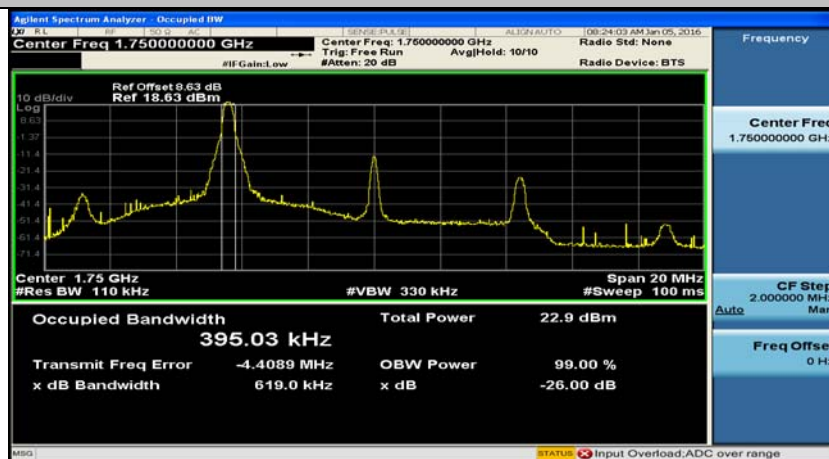 Agilent Spectrum Analyzer - Occupied BW
LXI RL RF 50 Ω AC SENSE:PULSE ALIGN AUTO 08:24:03 AM Jan 05, 2016
Center Freq 1.750000000 GHz Center Freq: 1.750000000 GHz Radio Std: None
Trig: Free Run Avg|Hold: 10/10
#IFGain:Low #Atten: 20 dB Radio Device: BTS
Ref Offset 8.63 dB
10 dB/div Ref 18.63 dBm
Log
8.63
-1.37
-11.4
-21.4
-31.4
-41.4
-51.4
-61.4
-71.4
Center 1.75 GHz Span 20 MHz
#Res BW 110 kHz #VBW 330 kHz #Sweep 100 ms
Occupied Bandwidth Total Power 22.9 dBm
395.03 kHz
Transmit Freq Error -4.4089 MHz OBW Power 99.00 %
x dB Bandwidth 619.0 kHz x dB -26.00 dB
Frequency
Center Freq
1.750000000 GHz
CF Step
2.000000 MHz
Auto Man
Freq Offset
0 Hz
MSG STATUS Input Overload;ADC over range